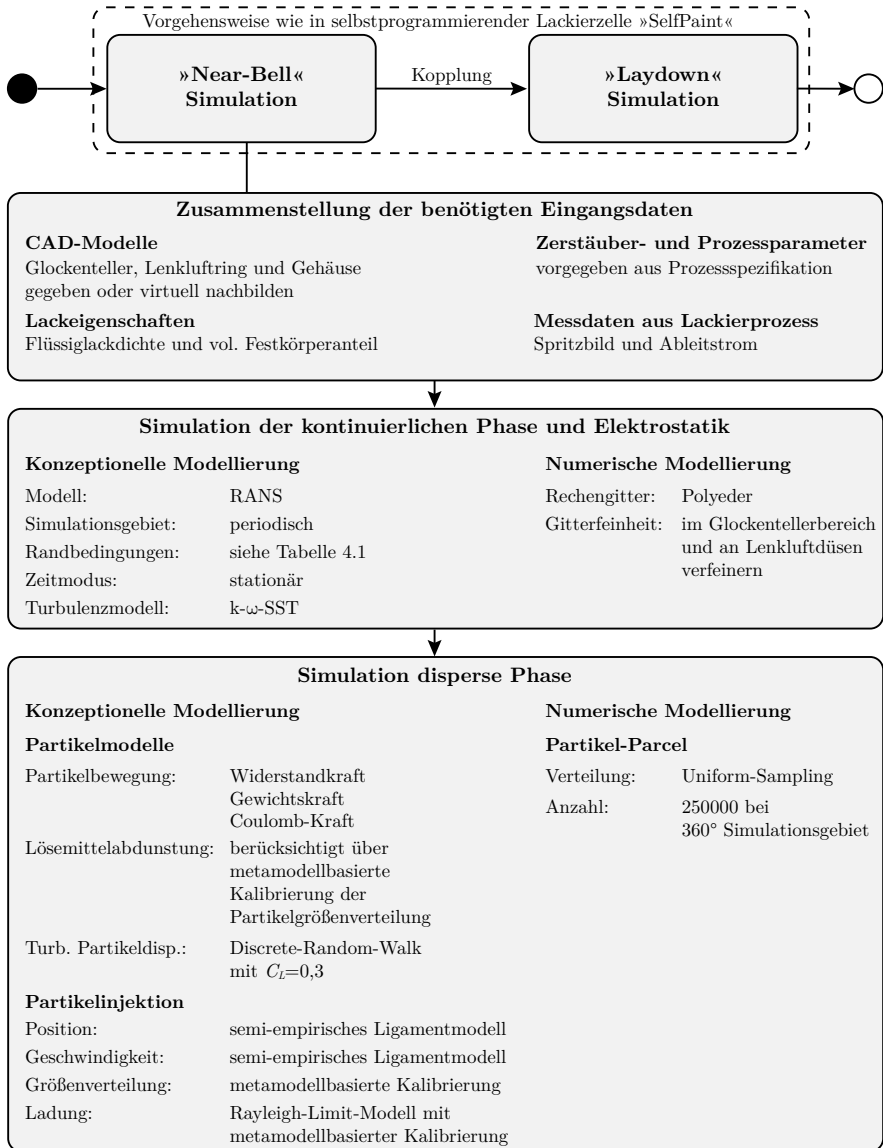 Vorgehensweise wie in selbstprogrammierender Lackierzelle »SelfPaint«
»Near-Bell«
Simulation
Kopplung
»Laydown«
Simulation
Zusammenstellung der benötigten Eingangsdaten
CAD-Modelle
Glockenteller, Lenkluftring und Gehäuse
gegeben oder virtuell nachbilden
Zerstäuber- und Prozessparameter
vorgegeben aus Prozessspezifikation
Lackeigenschaften
Flüssiglackdichte und vol. Festkörperanteil
Messdaten aus Lackierprozess
Spritzbild und Ableitstrom
Simulation der kontinuierlichen Phase und Elektrostatik
Konzeptionelle Modellierung
Modell: RANS
Simulationsgebiet: periodisch
Randbedingungen: siehe Tabelle 4.1
Zeitmodus: stationär
Turbulenzmodell: k-ω-SST
Numerische Modellierung
Rechengitter: Polyeder
Gitterfeinheit: im Glockentellerbereich
und an Lenkluftdüsen
verfeinern
Simulation disperse Phase
Konzeptionelle Modellierung
Partikelmodelle
Partikelbewegung: Widerstandkraft
Gewichtskraft
Coulomb-Kraft
Lösemittelabdunstung: berücksichtigt über
metamodellbasierte
Kalibrierung der
Partikelgrößenverteilung
Turb. Partikeldisp.: Discrete-Random-Walk
mit C_L=0,3
Partikelinjektion
Position: semi-empirisches Ligamentmodell
Geschwindigkeit: semi-empirisches Ligamentmodell
Größenverteilung: metamodellbasierte Kalibrierung
Ladung: Rayleigh-Limit-Modell mit
metamodellbasierter Kalibrierung
Numerische Modellierung
Partikel-Parcel
Verteilung: Uniform-Sampling
Anzahl: 250000 bei
360° Simulationsgebiet